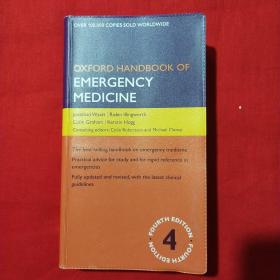 OVER 100,000 COPIES SOLD WORLDWIDE
OXFORD HANDBOOK OF
EMERGENCY
MEDICINE
Jonathan Wyatt | Robin Illingworth
Colin Graham | Kerstin Hogg
Consulting editors: Colin Robertson and Michael Clancy
The best-selling handbook on emergency medicine
Practical advice for study and for rapid reference in
emergencies
Fully updated and revised, with the latest clinical
guidelines
FOURTH EDITION
4
FOURTH EDITION